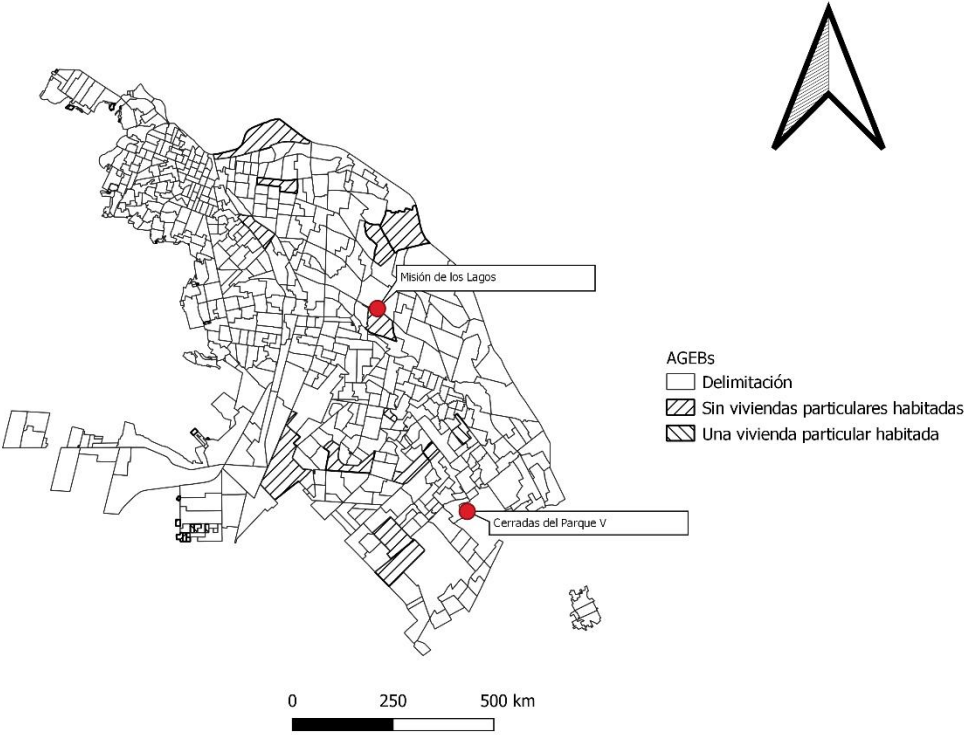 Misión de los Lagos
AGEBs
Delimitación
Sin viviendas particulares habitadas
Una vivienda particular habitada
Cerradas del Parque V
0 250 500 km